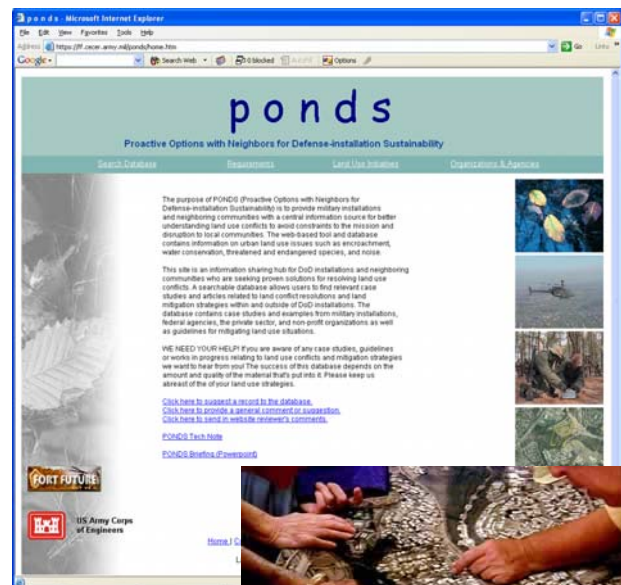 p o n d s - Microsoft Internet Explorer
File Edit View Favorites Tools Help
Address https://ff.cecer.army.mil/ponds/home.htm Go Links
Google Search Web 0 blocked Options
p o n d s
Proactive Options with Neighbors for Defense-installation Sustainability
Search Database Requirements Land Use Initiatives Organizations & Agencies
The purpose of PONDS (Proactive Options with Neighbors for
Defense-installation Sustainability) is to provide military installations
and neighboring communities with a central information source for better
understanding land use conflicts to avoid constraints to the mission and
disruption to local communities. The web-based tool and database
contains information on urban land use issues such as encroachment,
water conservation, threatened and endangered species, and noise.
This site is an information sharing hub for DoD installations and neighboring
communities who are seeking proven solutions for resolving land use
conflicts. A searchable database allows users to find relevant case
studies and articles related to land conflict resolutions and land
mitigation strategies within and outside of DoD installations. The
database contains case studies and examples from military installations,
federal agencies, the private sector, and non-profit organizations as well
as guidelines for mitigating land use situations.
WE NEED YOUR HELP! If you are aware of any case studies, guidelines
or works in progress relating to land use conflicts and mitigation strategies
we want to hear from you! The success of this database depends on the
amount and quality of the material that's put into it. Please keep us
abreast of the of your land use strategies.
Click here to suggest a record to the database.
Click here to provide a general comment or suggestion.
Click here to send in website reviewer's comments.
PONDS Tech Note
PONDS Briefing (Powerpoint)
FORT FUTURE
US Army Corps
of Engineers
Home |